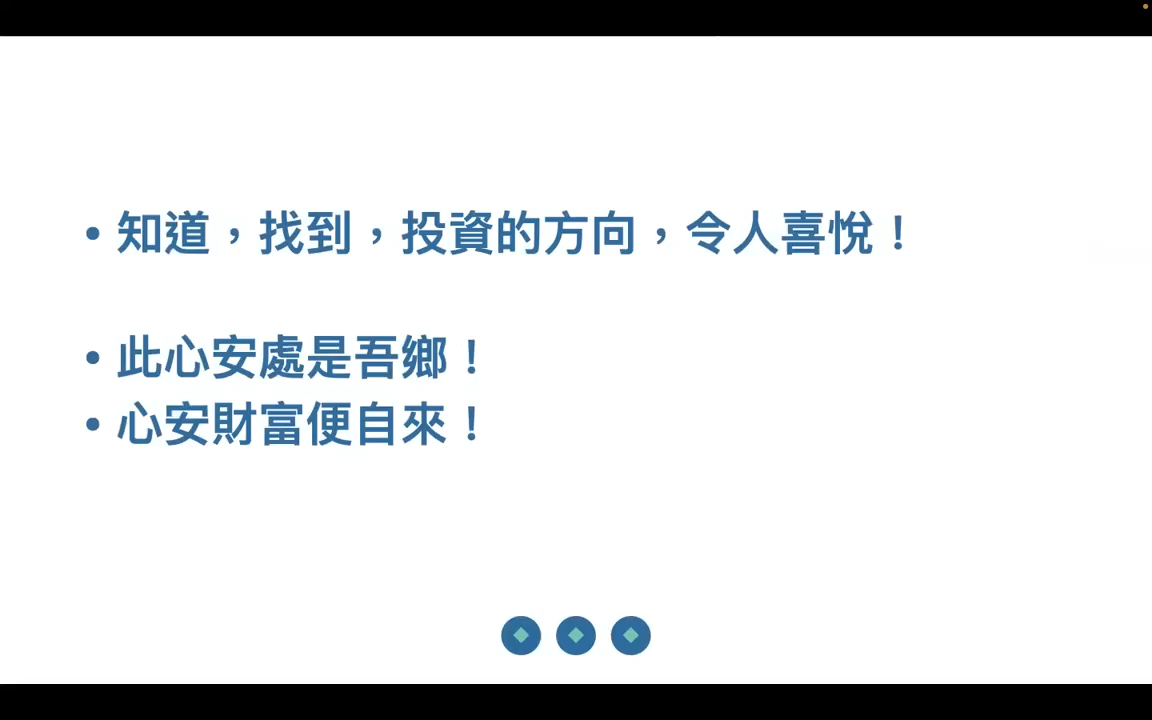 • 知道，找到，投資的方向，令人喜悅！
• 此心安處是吾鄉！
• 心安財富便自來！